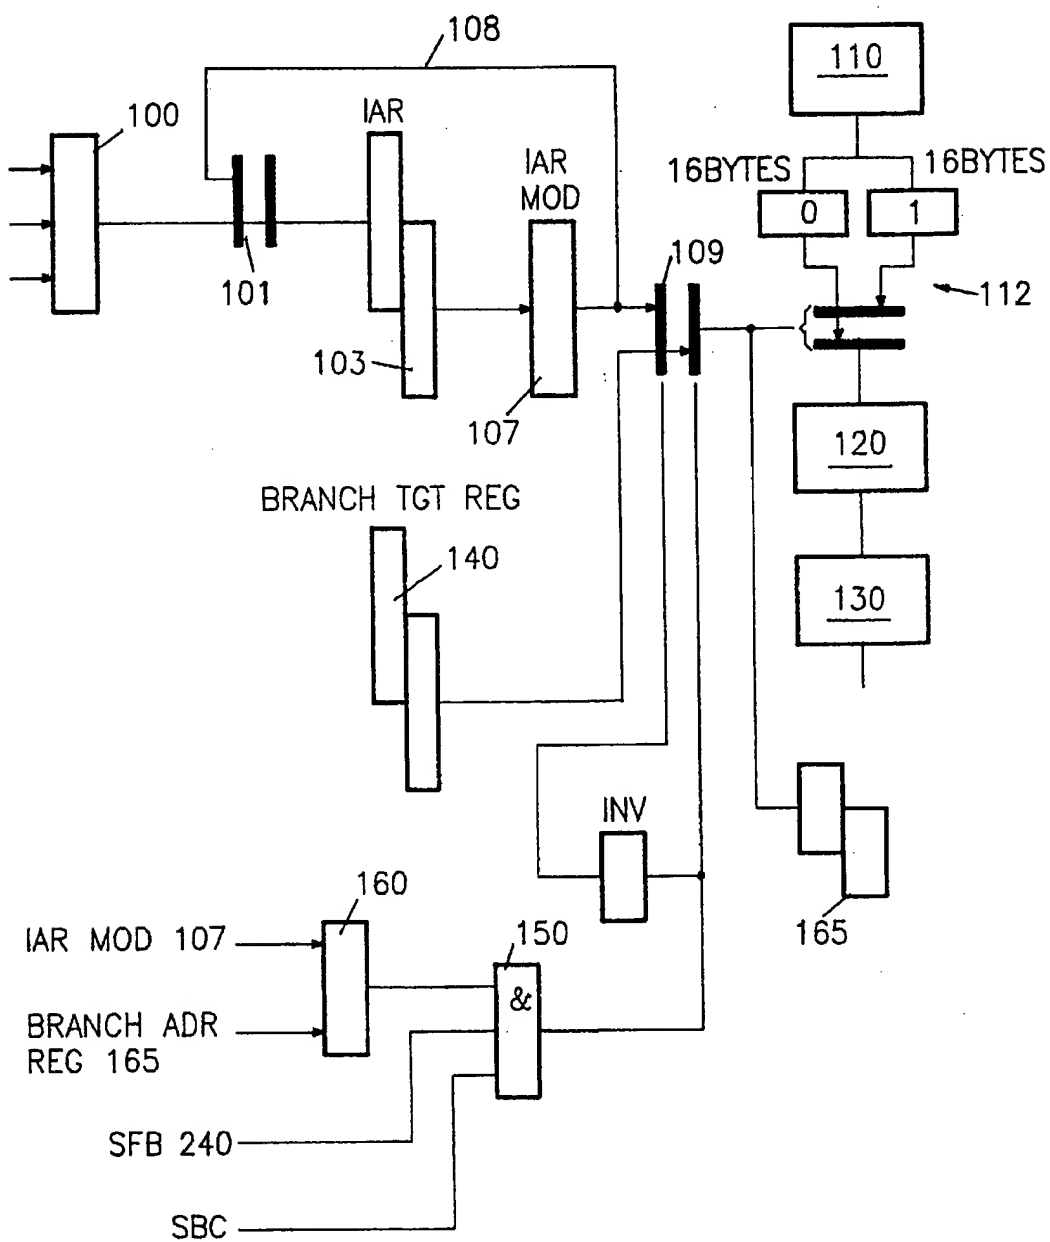 108
110
100
IAR
IAR
MOD
16BYTES
16BYTES
0
1
101
109
112
103
107
120
BRANCH TGT REG
140
130
INV
160
165
IAR MOD 107
150
&
BRANCH ADR
REG 165
SFB 240
SBC